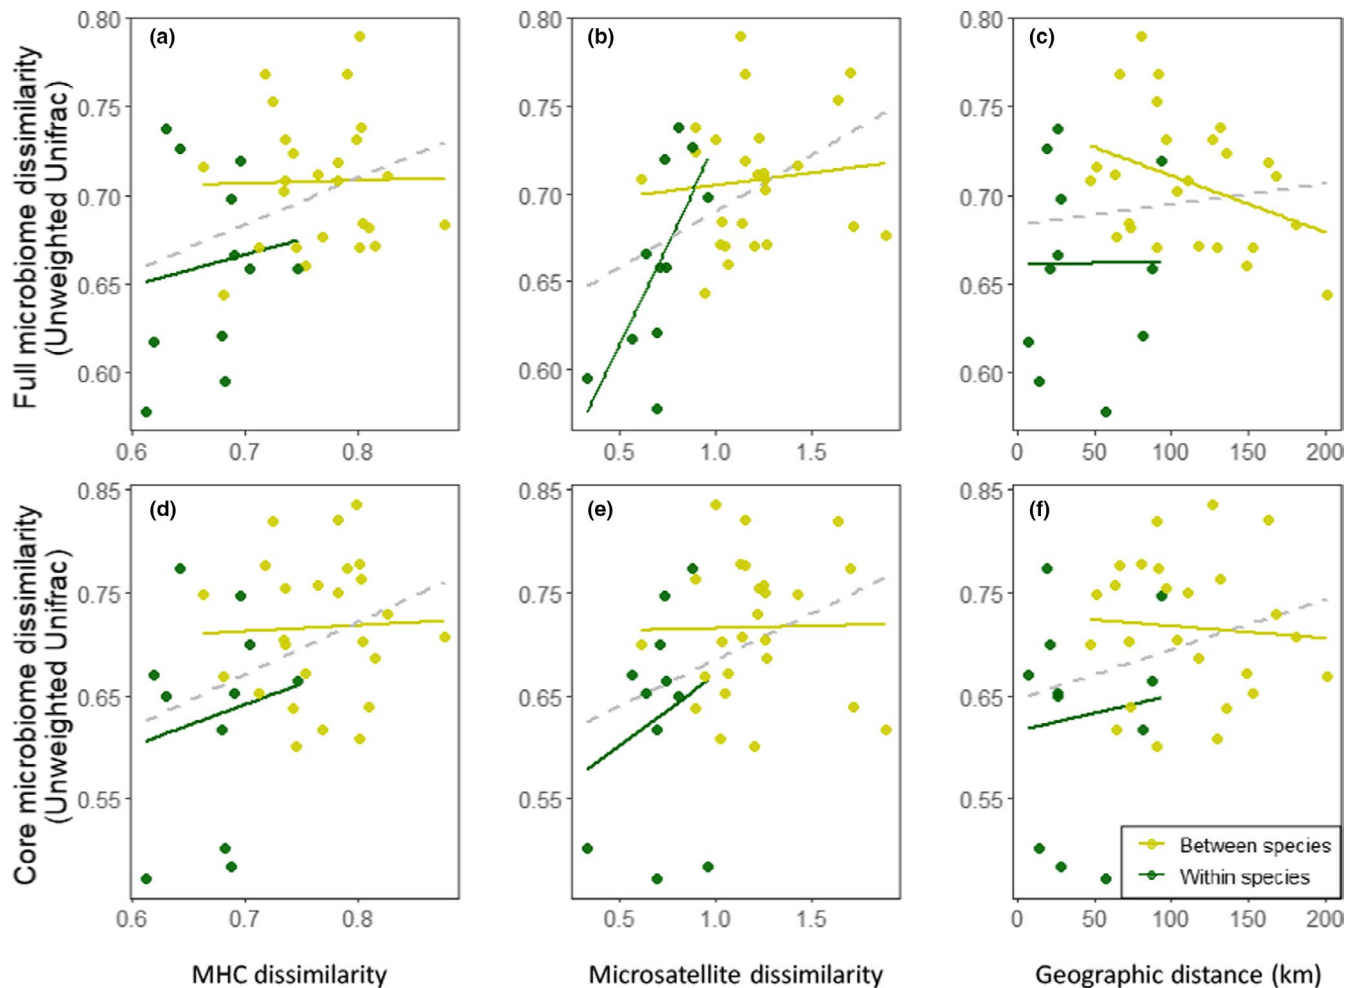 Full microbiome dissimilarity
(Unweighted Unifrac)
(a)
0.80
0.75
0.70
0.65
0.60
0.6 0.7 0.8
(b)
0.80
0.75
0.70
0.65
0.60
0.5 1.0 1.5
(c)
0.80
0.75
0.70
0.65
0.60
0 50 100 150 200
Core microbiome dissimilarity
(Unweighted Unifrac)
(d)
0.85
0.75
0.65
0.55
0.6 0.7 0.8
(e)
0.85
0.75
0.65
0.55
0.5 1.0 1.5
(f)
0.85
0.75
0.65
0.55
0 50 100 150 200
Between species
Within species
MHC dissimilarity
Microsatellite dissimilarity
Geographic distance (km)